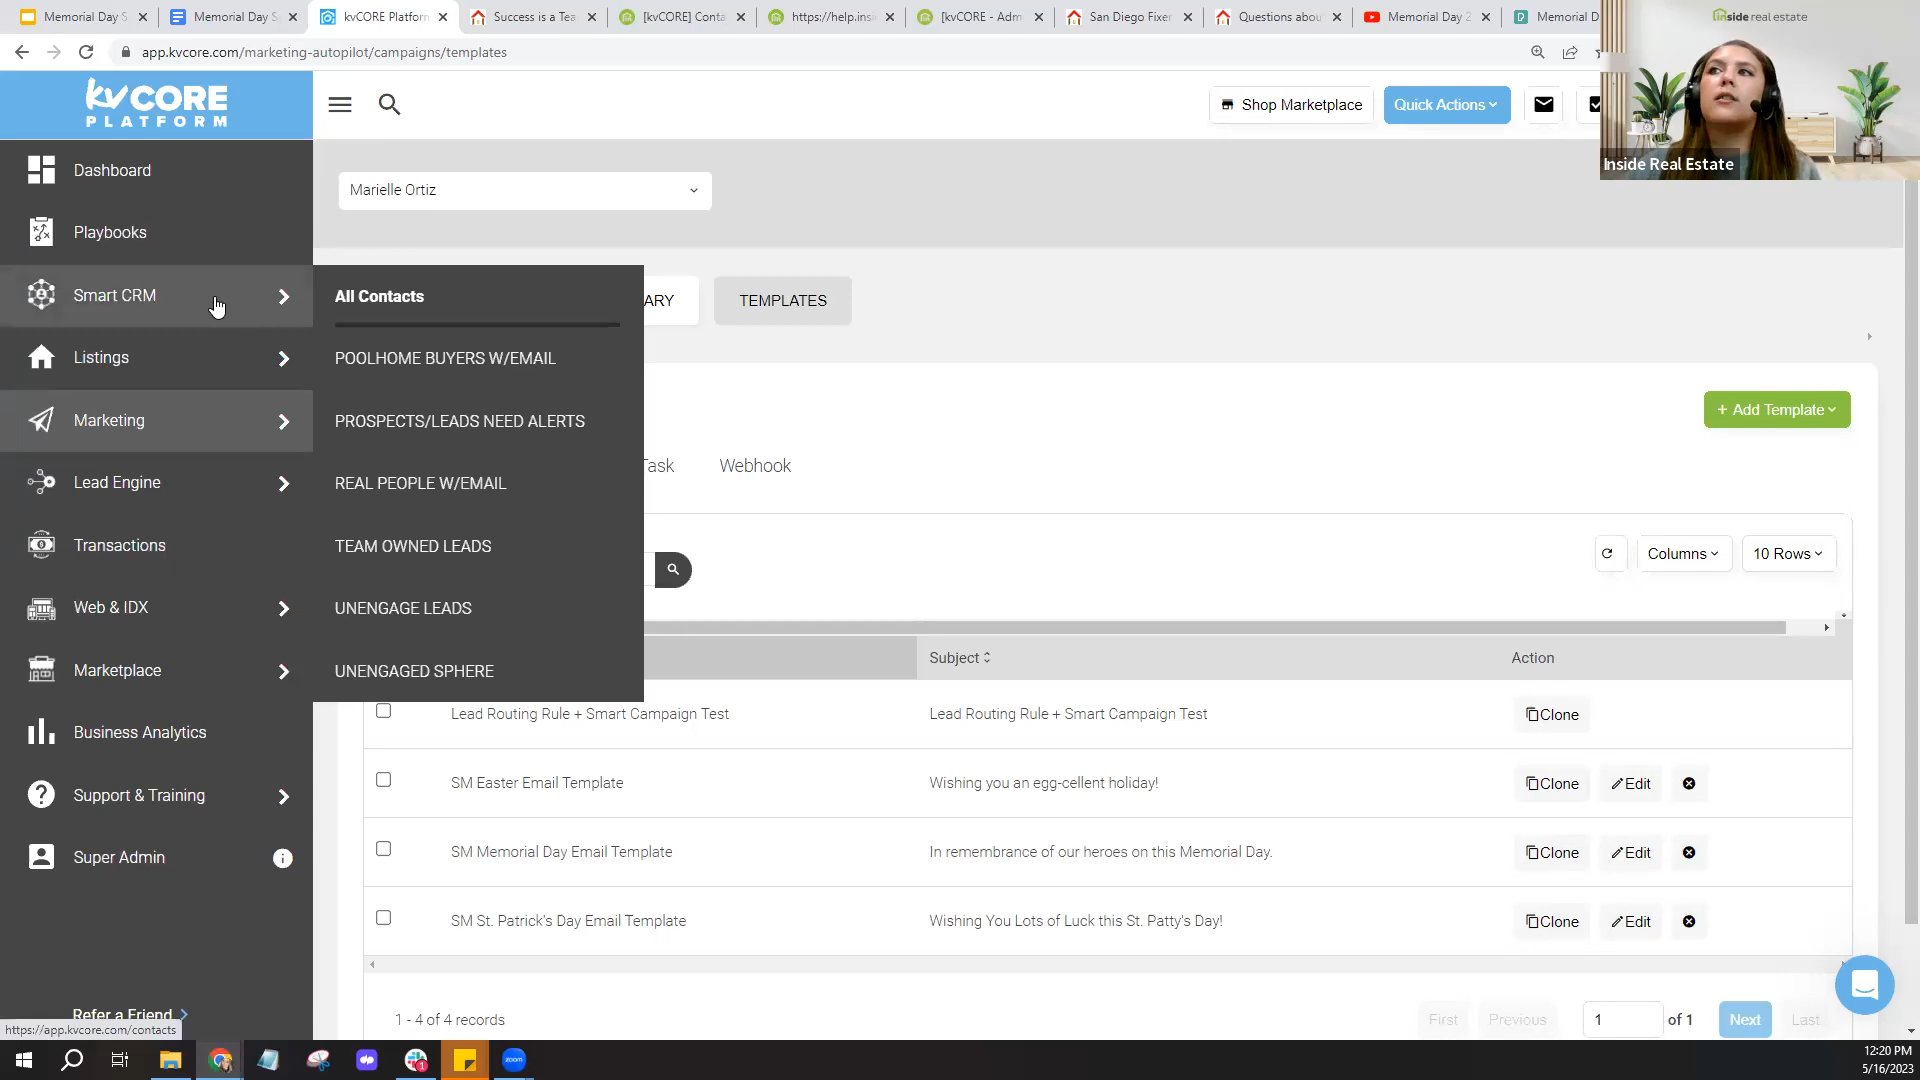 Memorial Day S
Memorial Day S
kvCORE Platform
Success is a Tea
[kvCORE] Conta
https://help.insi
[kvCORE - Adm
San Diego Fixer
Questions abou
Memorial Day 2
Memorial D
app.kvcore.com/marketing-autopilot/campaigns/templates
inside real estate
Inside Real Estate
kvCORE
PLATFORM
Shop Marketplace
Quick Actions
Dashboard
Playbooks
Smart CRM
Listings
Marketing
Lead Engine
Transactions
Web & IDX
Marketplace
Business Analytics
Support & Training
Super Admin
Refer a Friend
https://app.kvcore.com/contacts
Marielle Ortiz
All Contacts
POOLHOME BUYERS W/EMAIL
PROSPECTS/LEADS NEED ALERTS
REAL PEOPLE W/EMAIL
TEAM OWNED LEADS
UNENGAGE LEADS
UNENGAGED SPHERE
ARY
TEMPLATES
+ Add Template
Task
Webhook
Columns
10 Rows
Subject
Action
Lead Routing Rule + Smart Campaign Test
Lead Routing Rule + Smart Campaign Test
Clone
SM Easter Email Template
Wishing you an egg-cellent holiday!
Clone
Edit
SM Memorial Day Email Template
In remembrance of our heroes on this Memorial Day.
Clone
Edit
SM St. Patrick's Day Email Template
Wishing You Lots of Luck this St. Patty's Day!
Clone
Edit
1 - 4 of 4 records
First
Previous
1
of 1
Next
Last
1
zoom
12:20 PM
5/16/2023